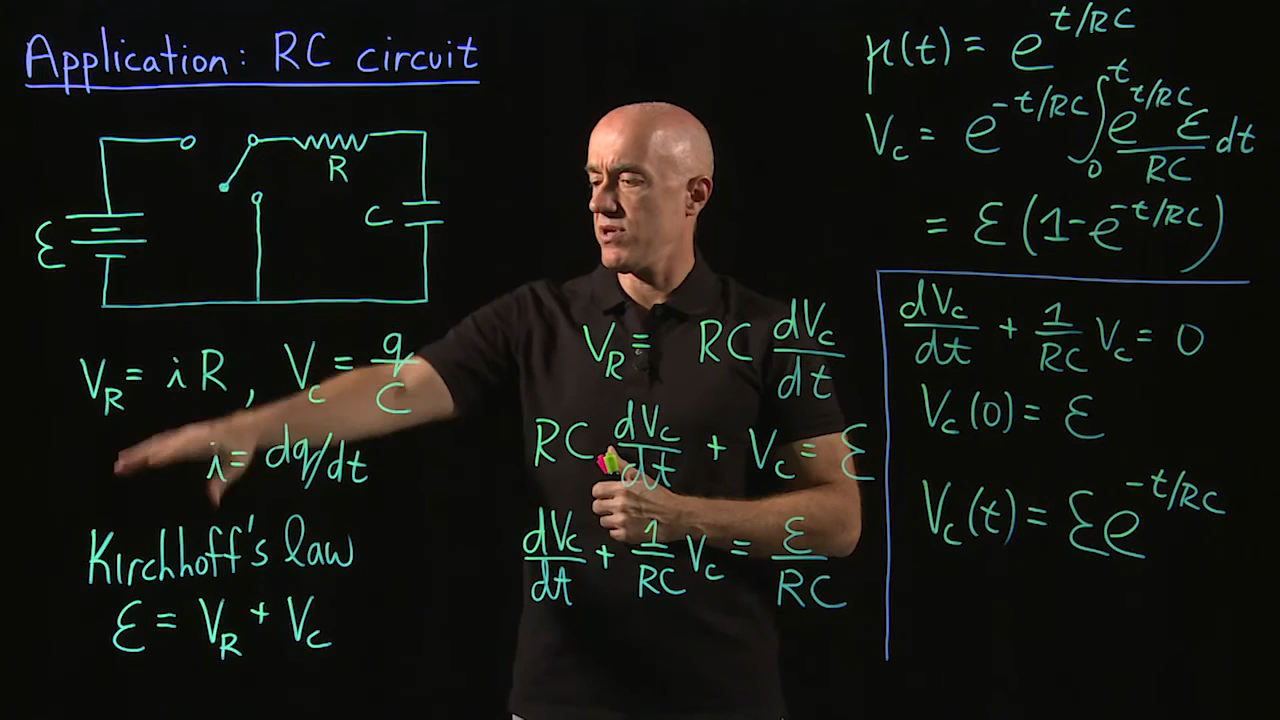 Application: RC circuit
R
C
ℰ
V_R = iR, V_C = q/C
i = dq/dt
Kirchhoff's law
ℰ = V_R + V_C
V_R = RC dV_C/dt
RC dV_C/dt + V_C = ℰ
dV_C/dt + 1/RC V_C = ℰ/RC
μ(t) = e^{t/RC}
V_C = e^{-t/RC} ∫_0^t e^{t/RC} ℰ/RC dt
= ℰ(1-e^{-t/RC})
dV_C/dt + 1/RC V_C = 0
V_C(0) = ℰ
V_C(t) = ℰe^{-t/RC}